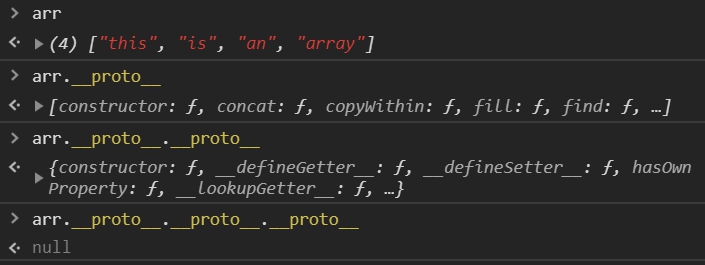 > arr
<· ▶ (4) ["this", "is", "an", "array"]
> arr.__proto__
<· ▶ [constructor: ƒ, concat: ƒ, copyWithin: ƒ, fill: ƒ, find: ƒ, …]
> arr.__proto__.__proto__
<· ▶ {constructor: ƒ, __defineGetter__: ƒ, __defineSetter__: ƒ, hasOwn
Property: ƒ, __lookupGetter__: ƒ, …}
> arr.__proto__.__proto__.__proto__
<· null